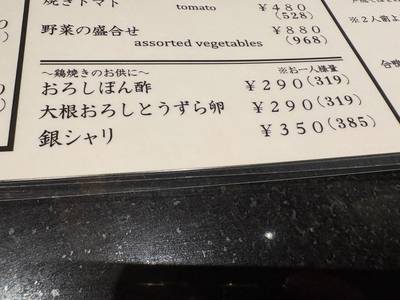 焼きトマト ¥480
tomato (528)
野菜の盛合せ ¥880
assorted vegetables (968)
～鶏焼きのお供に～ ※お一人様量
おろしぽん酢 ¥290(319)
大根おろしとうずら卵 ¥290(319)
銀シャリ ¥350(385)